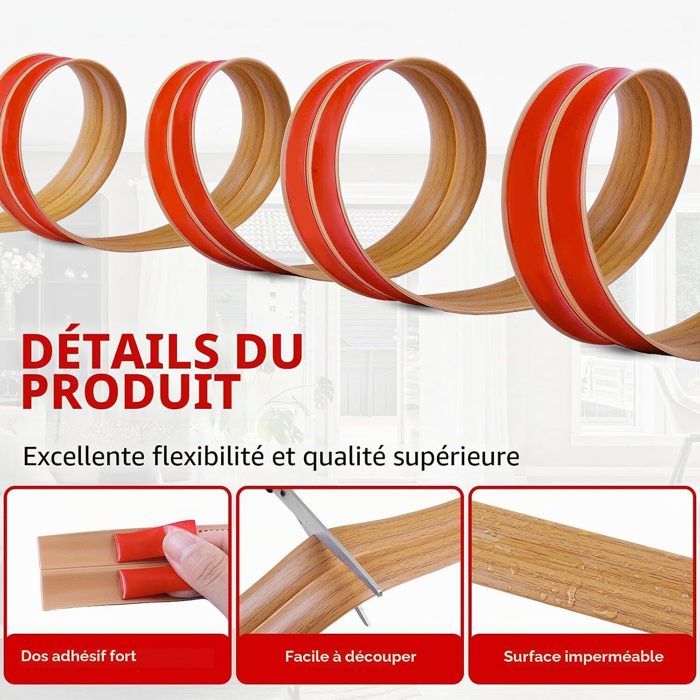 DÉTAILS DU
PRODUIT
Excellente flexibilité et qualité supérieure
Dos adhésif fort
Facile à découper
Surface imperméable